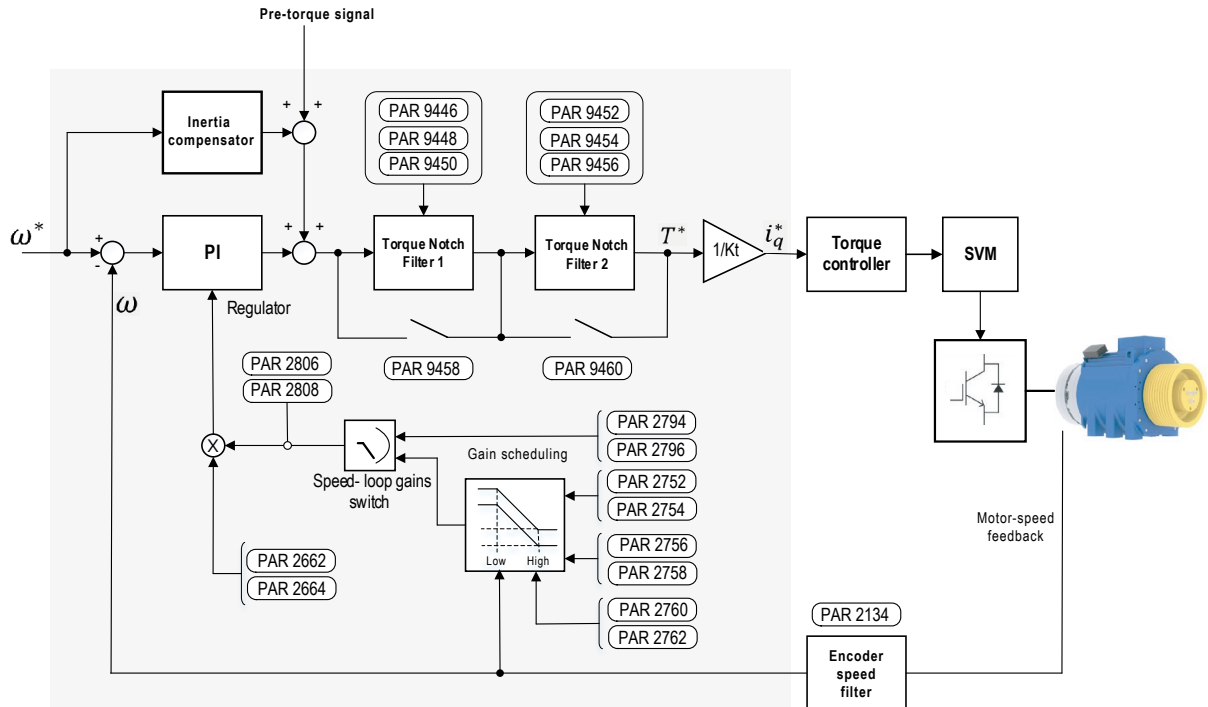 Pre-torque signal
Inertia
compensator
+ +
PAR 9446
PAR 9448
PAR 9450
PAR 9452
PAR 9454
PAR 9456
ω*
+
-
ω
PI
Regulator
+ +
Torque Notch
Filter 1
Torque Notch
Filter 2
T*
1/Kt
i*q
Torque
controller
SVM
PAR 9458
PAR 9460
PAR 2806
PAR 2808
X
Speed- loop gains
switch
Gain scheduling
Low High
PAR 2794
PAR 2796
PAR 2752
PAR 2754
PAR 2756
PAR 2758
PAR 2760
PAR 2762
PAR 2662
PAR 2664
Motor-speed
feedback
PAR 2134
Encoder
speed
filter